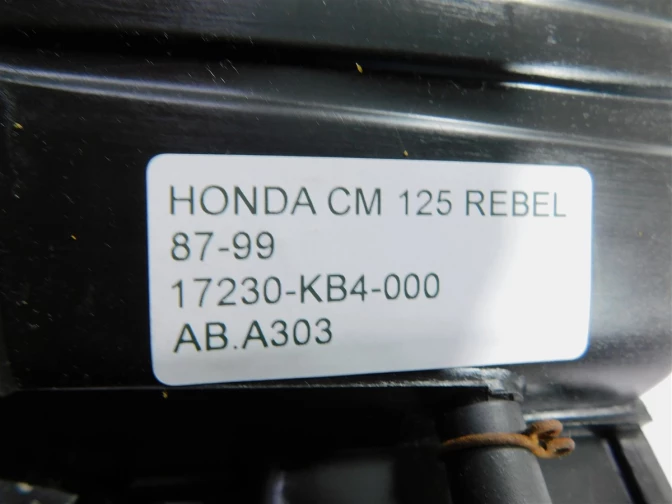 HONDA CM 125 REBEL
87-99
17230-KB4-000
AB.A303